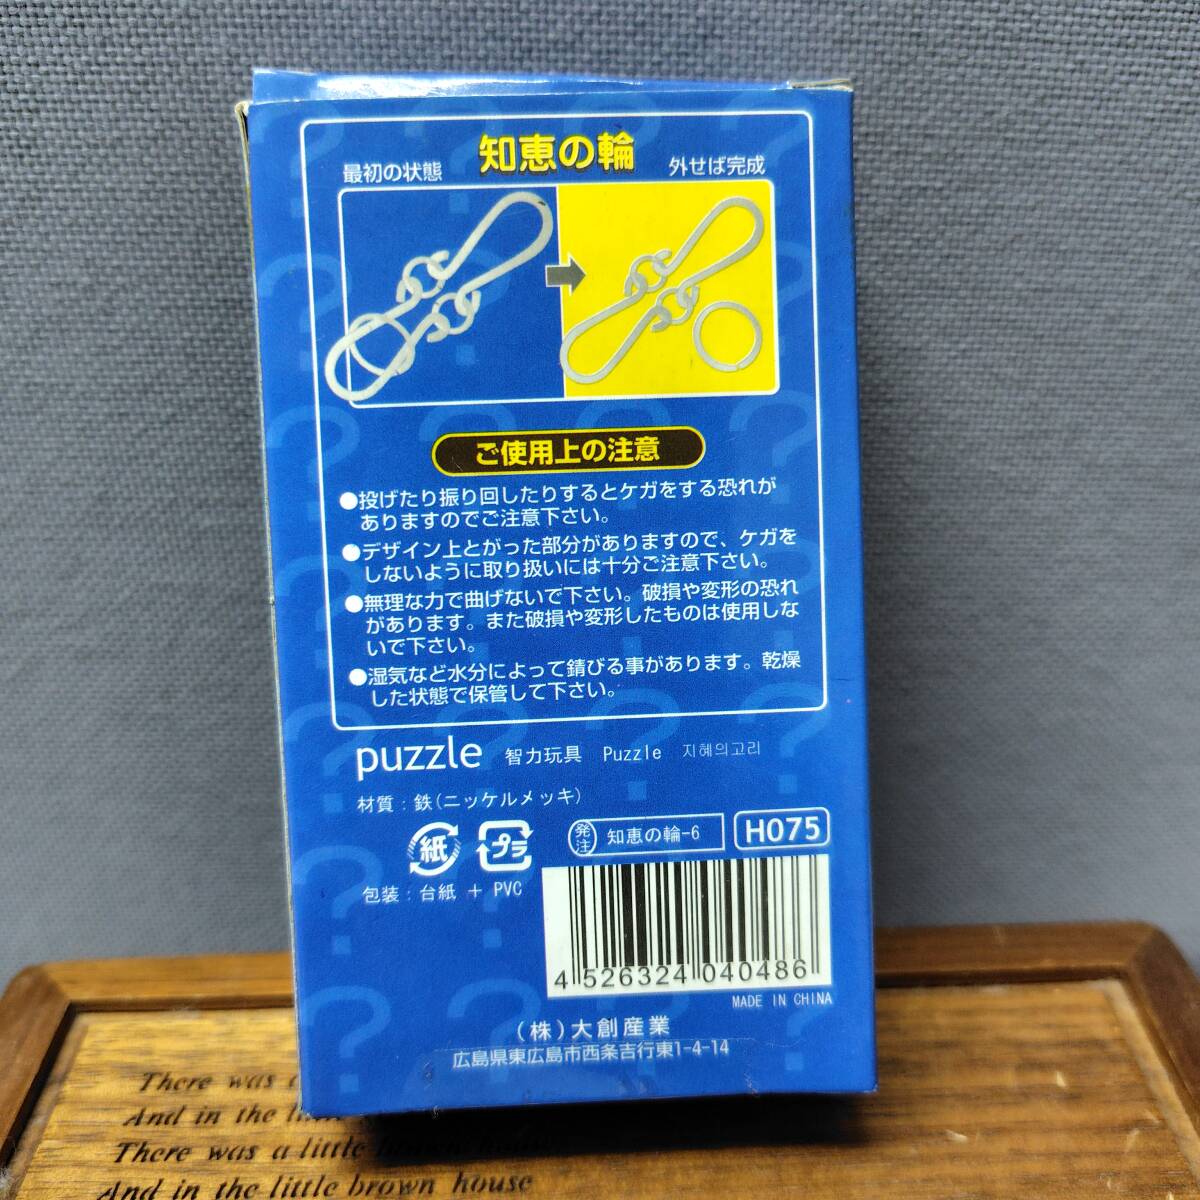 知恵の輪
最初の状態
外せば完成
ご使用上の注意
●投げたり振り回したりするとケガをする恐れが
ありますのでご注意下さい。
●デザイン上とがった部分がありますので、ケガを
しないように取り扱いには十分ご注意下さい。
●無理な力で曲げないで下さい。破損や変形の恐れ
があります。また破損や変形したものは使用しな
いで下さい。
●湿気など水分によって錆びる事があります。乾燥
した状態で保管して下さい。
puzzle 智力玩具 Puzzle 지혜의고리
材質:鉄(ニッケルメッキ)
紙 プラ
発注 知恵の輪-6 H075
包装:台紙 + PVC
4 526324 040486
MADE IN CHINA
(株)大創産業
広島県東広島市西条吉行東1-4-14
There was a
And in the
There was a little brown house
And in the little brown house